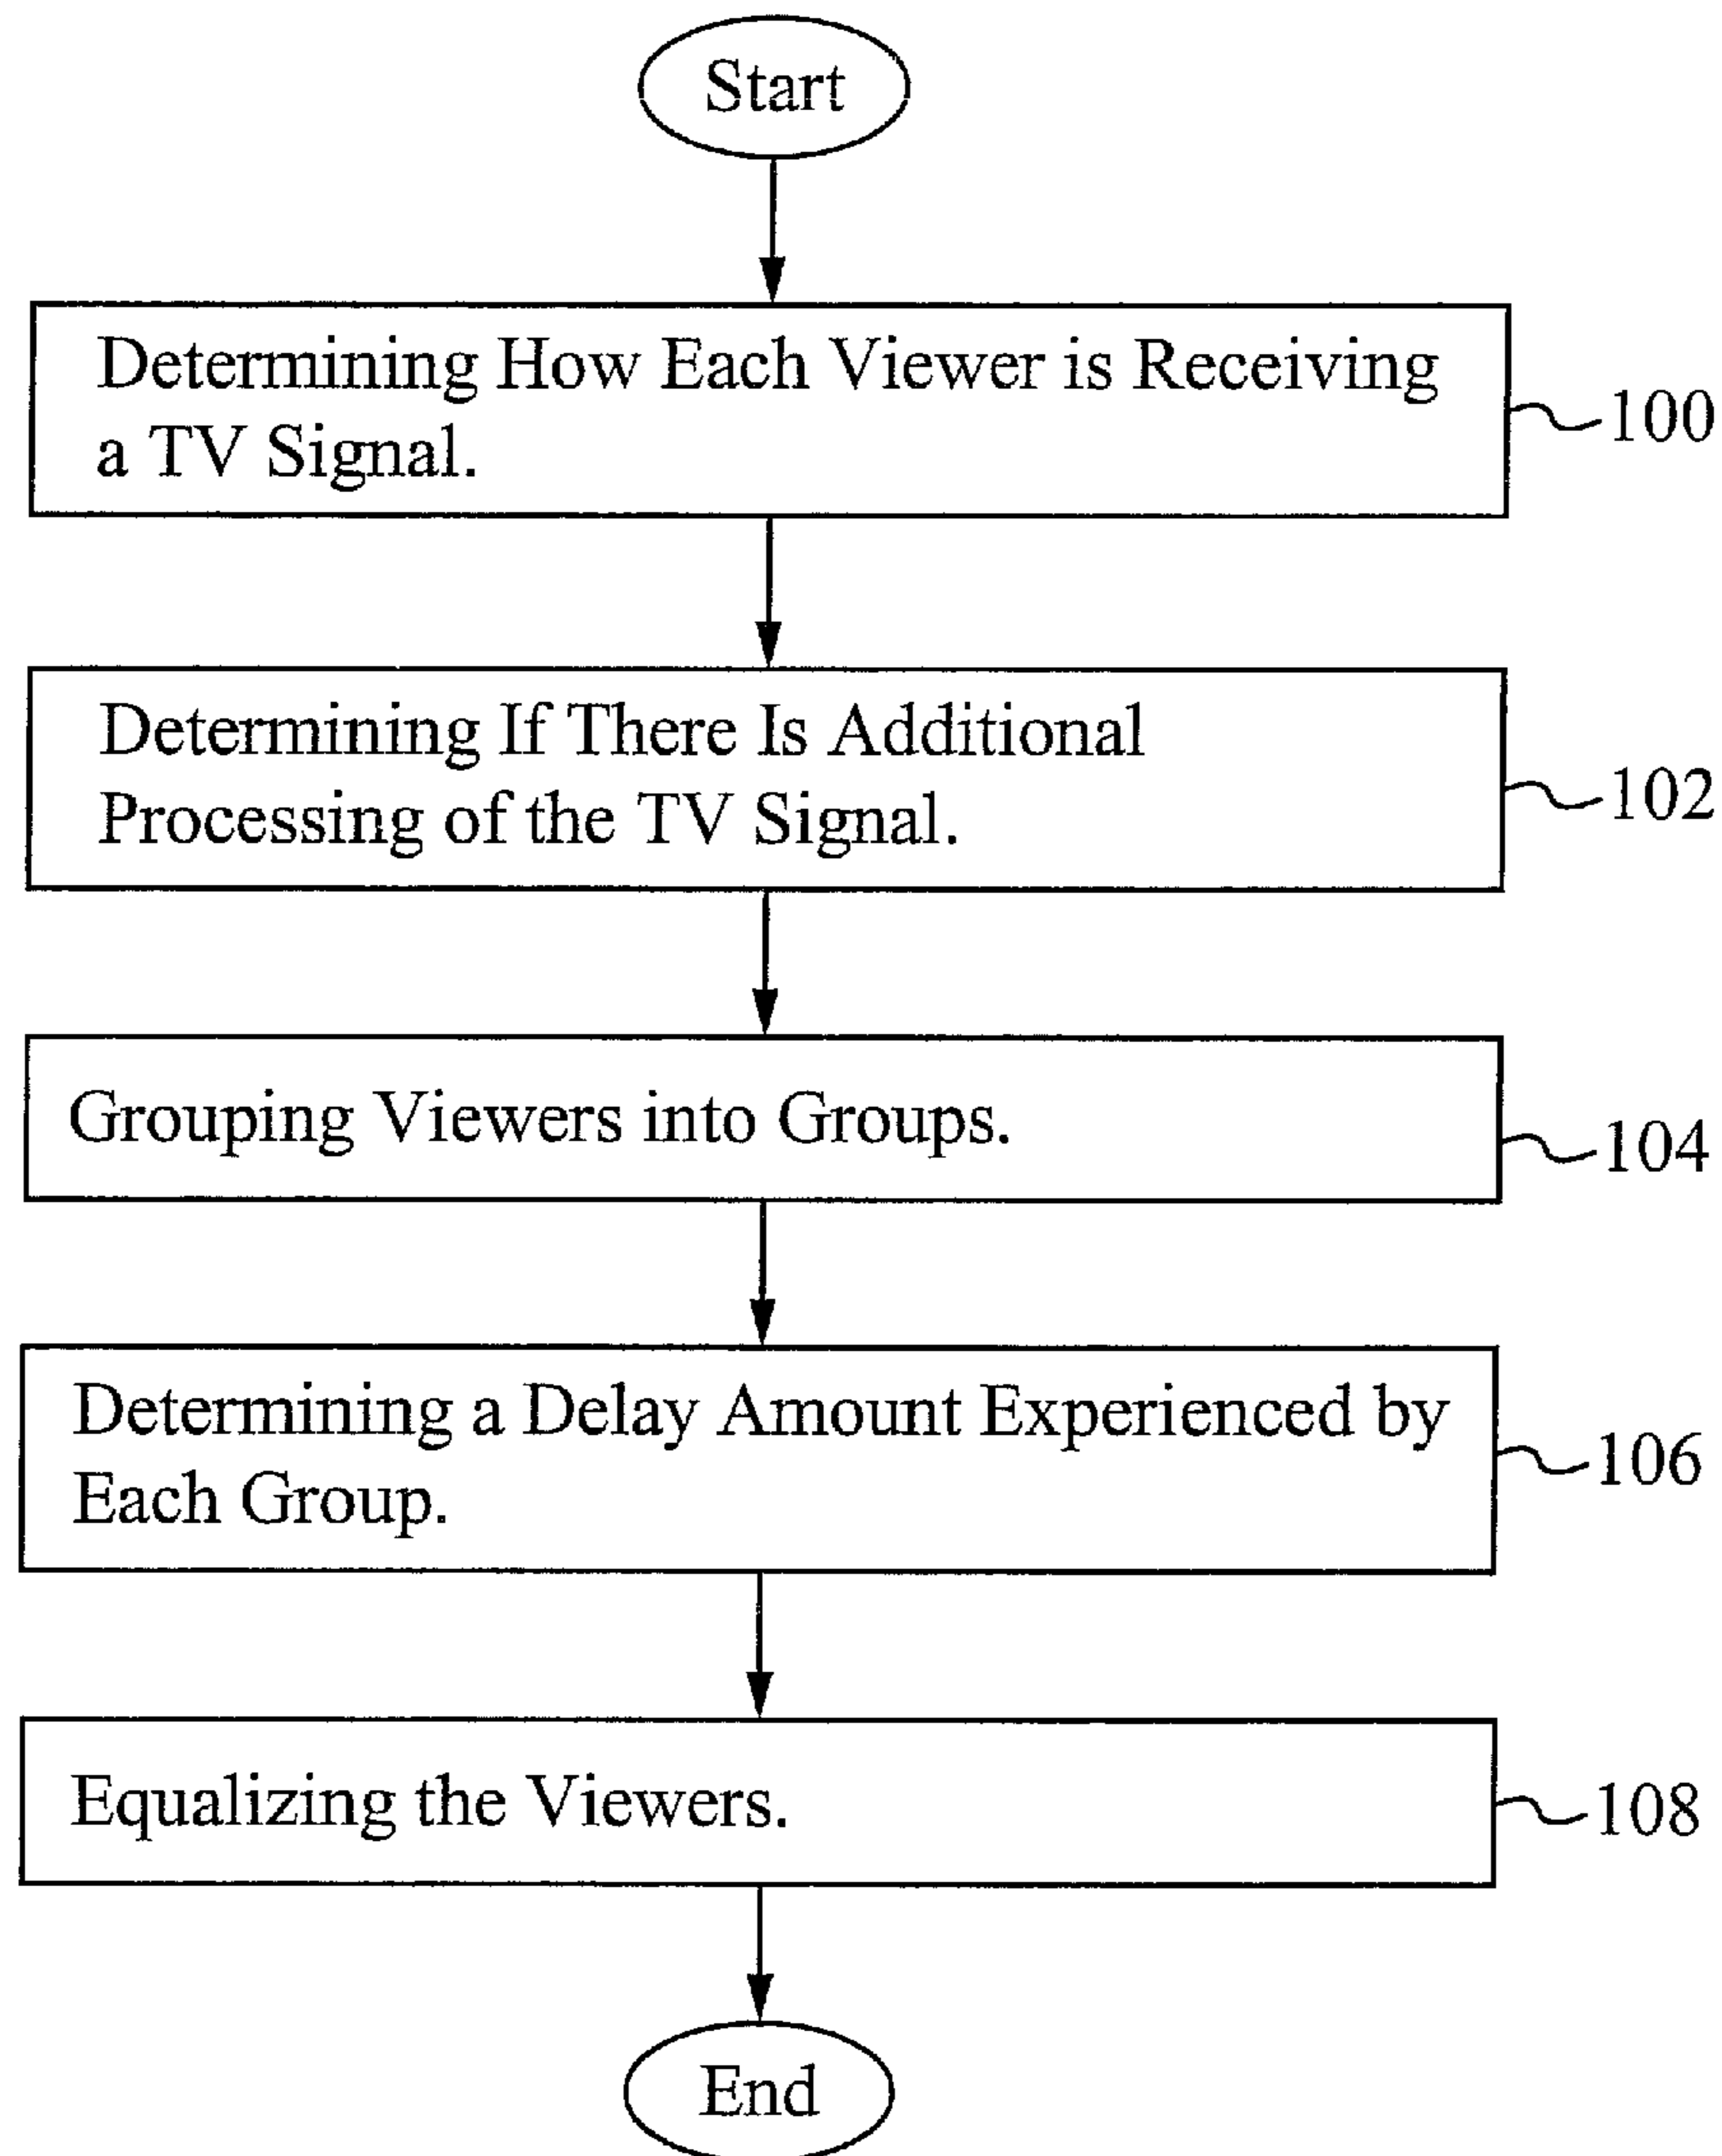 Start
Determining How Each Viewer is Receiving
a TV Signal.
100
Determining If There Is Additional
Processing of the TV Signal.
102
Grouping Viewers into Groups.
104
Determining a Delay Amount Experienced by
Each Group.
106
Equalizing the Viewers.
108
End